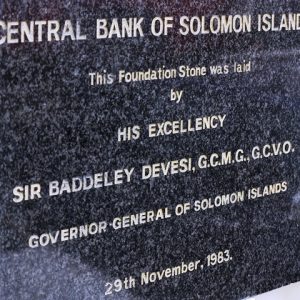 CENTRAL BANK OF SOLOMON ISLAND
This Foundation Stone was laid
by
HIS EXCELLENCY
SIR BADDELEY DEVESI, G.C.M.G., G.C.V.O.
GOVERNOR-GENERAL OF SOLOMON ISLANDS
29th November, 1983.